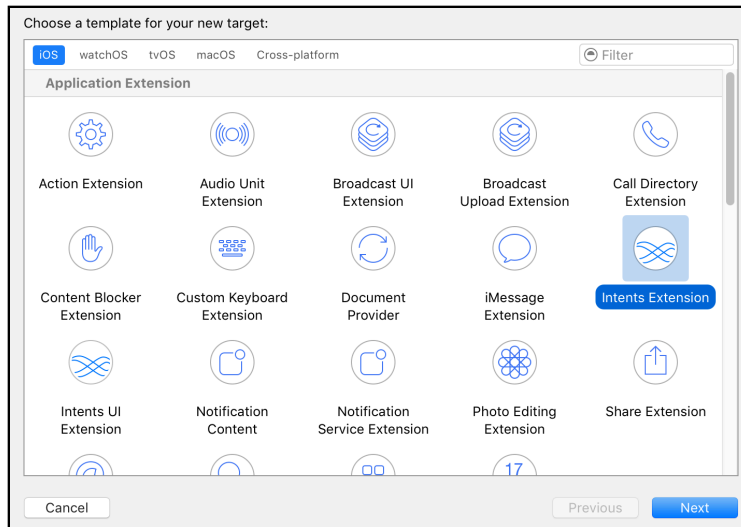 Choose a template for your new target:
iOS watchOS tvOS macOS Cross-platform Filter
Application Extension
Action Extension
Audio Unit
Extension
Broadcast UI
Extension
Broadcast
Upload Extension
Call Directory
Extension
Content Blocker
Extension
Custom Keyboard
Extension
Document
Provider
iMessage
Extension
Intents Extension
Intents UI
Extension
Notification
Content
Notification
Service Extension
Photo Editing
Extension
Share Extension
17
Cancel Previous Next